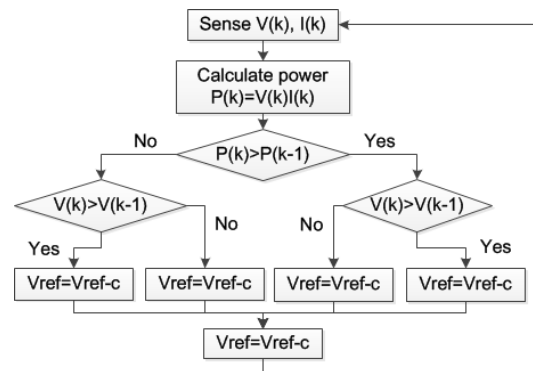 Sense V(k), I(k)
Calculate power
P(k)=V(k)I(k)
No
Yes
P(k)>P(k-1)
V(k)>V(k-1)
V(k)>V(k-1)
No
No
Yes
Yes
Vref=Vref-c
Vref=Vref-c
Vref=Vref-c
Vref=Vref-c
Vref=Vref-c